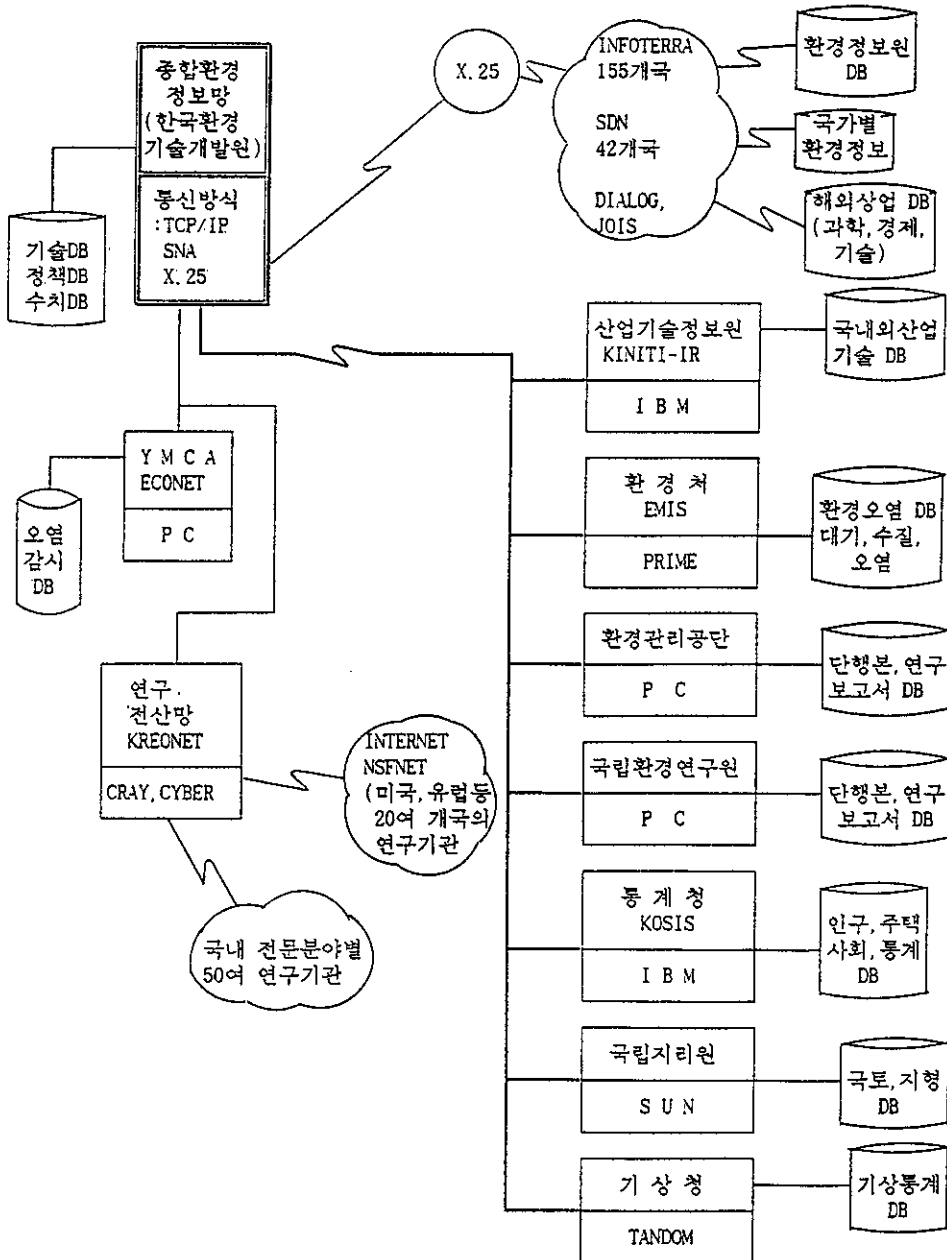 종합환경
정보망
(한국환경
기술개발원)
통신방식
:TCP/IP
SNA
X.25
기술DB
정책DB
수치DB
X.25
INFOTERRA
155개국
SDN
42개국
DIALOG,
JOIS
환경정보원
DB
국가별
환경정보
해외상업 DB
(과학,경제,
기술)
산업기술정보원
KINITI-IR
I B M
국내외산업
기술 DB
Y M C A
ECONET
P C
오염
감시
DB
환 경 처
EMIS
PRIME
환경오염 DB
대기,수질,
오염
환경관리공단
P C
단행본,연구
보고서 DB
연구·
전산망
KREONET
CRAY,CYBER
INTERNET
NSFNET
(미국,유럽등
20여 개국의
연구기관
국내 전문분야별
50여 연구기관
국립환경연구원
P C
단행본,연구
보고서 DB
통 계 청
KOSIS
I B M
인구,주택
사회,통계
DB
국립지리원
S U N
국토,지형
DB
기 상 청
TANDOM
기상통계
DB